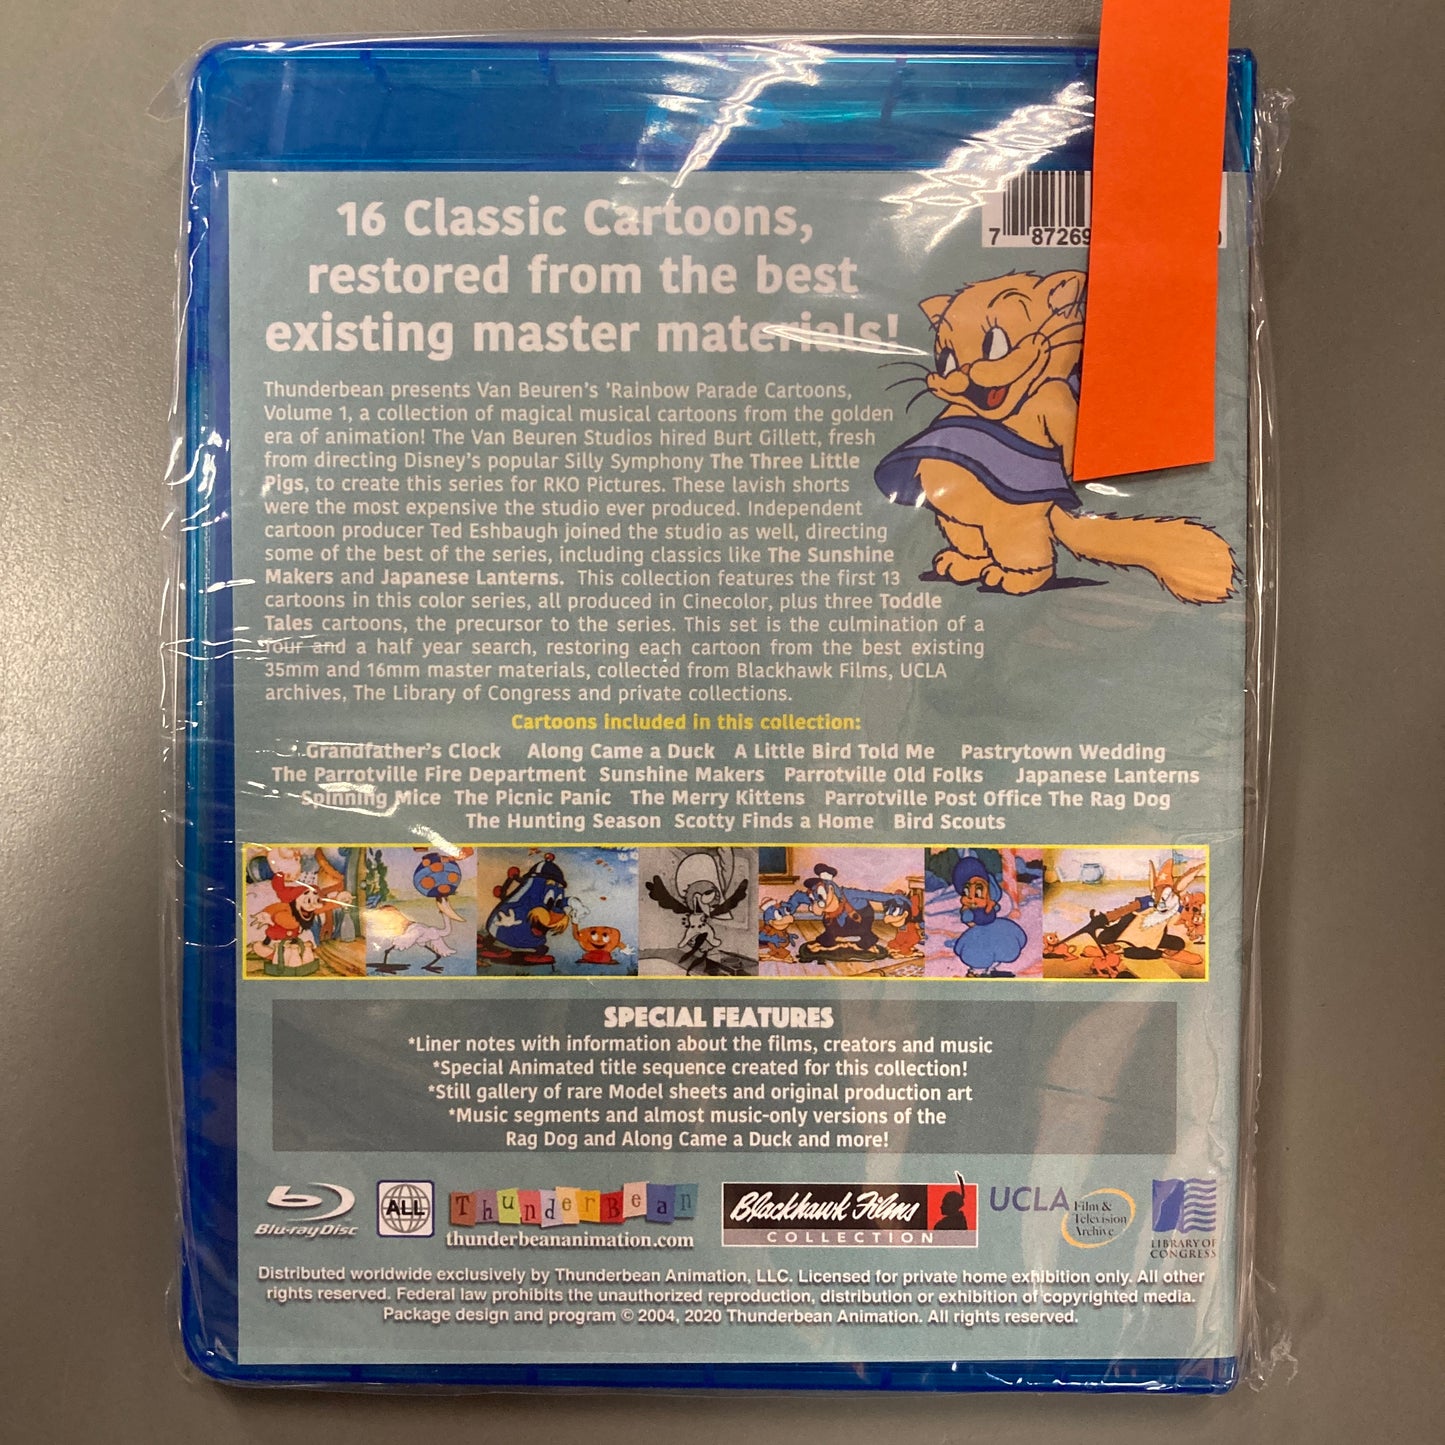 16 Classic Cartoons,
restored from the best
existing master materials!
7 87269
Thunderbean presents Van Beuren's 'Rainbow Parade Cartoons,
Volume 1, a collection of magical musical cartoons from the golden
era of animation! The Van Beuren Studios hired Burt Gillett, fresh
from directing Disney's popular Silly Symphony The Three Little
Pigs, to create this series for RKO Pictures. These lavish shorts
were the most expensive the studio ever produced. Independent
cartoon producer Ted Eshbaugh joined the studio as well, directing
some of the best of the series, including classics like The Sunshine
Makers and Japanese Lanterns. This collection features the first 13
cartoons in this color series, all produced in Cinecolor, plus three Toddle
Tales cartoons, the precursor to the series. This set is the culmination of a
four and a half year search, restoring each cartoon from the best existing
35mm and 16mm master materials, collected from Blackhawk Films, UCLA
archives, The Library of Congress and private collections.
Cartoons included in this collection:
Grandfather's Clock Along Came a Duck A Little Bird Told Me Pastrytown Wedding
The Parrotville Fire Department Sunshine Makers Parrotville Old Folks Japanese Lanterns
Spinning Mice The Picnic Panic The Merry Kittens Parrotville Post Office The Rag Dog
The Hunting Season Scotty Finds a Home Bird Scouts
SPECIAL FEATURES
*Liner notes with information about the films, creators and music
*Special Animated title sequence created for this collection!
*Still gallery of rare Model sheets and original production art
*Music segments and almost music-only versions of the
Rag Dog and Along Came a Duck and more!
Blu-ray Disc
ALL
ThunderBean
thunderbeananimation.com
Blackhawk Films
COLLECTION
UCLA Film &
Television
Archive
LIBRARY OF
CONGRESS
Distributed worldwide exclusively by Thunderbean Animation, LLC. Licensed for private home exhibition only. All other
rights reserved. Federal law prohibits the unauthorized reproduction, distribution or exhibition of copyrighted media.
Package design and program © 2004, 2020 Thunderbean Animation. All rights reserved.